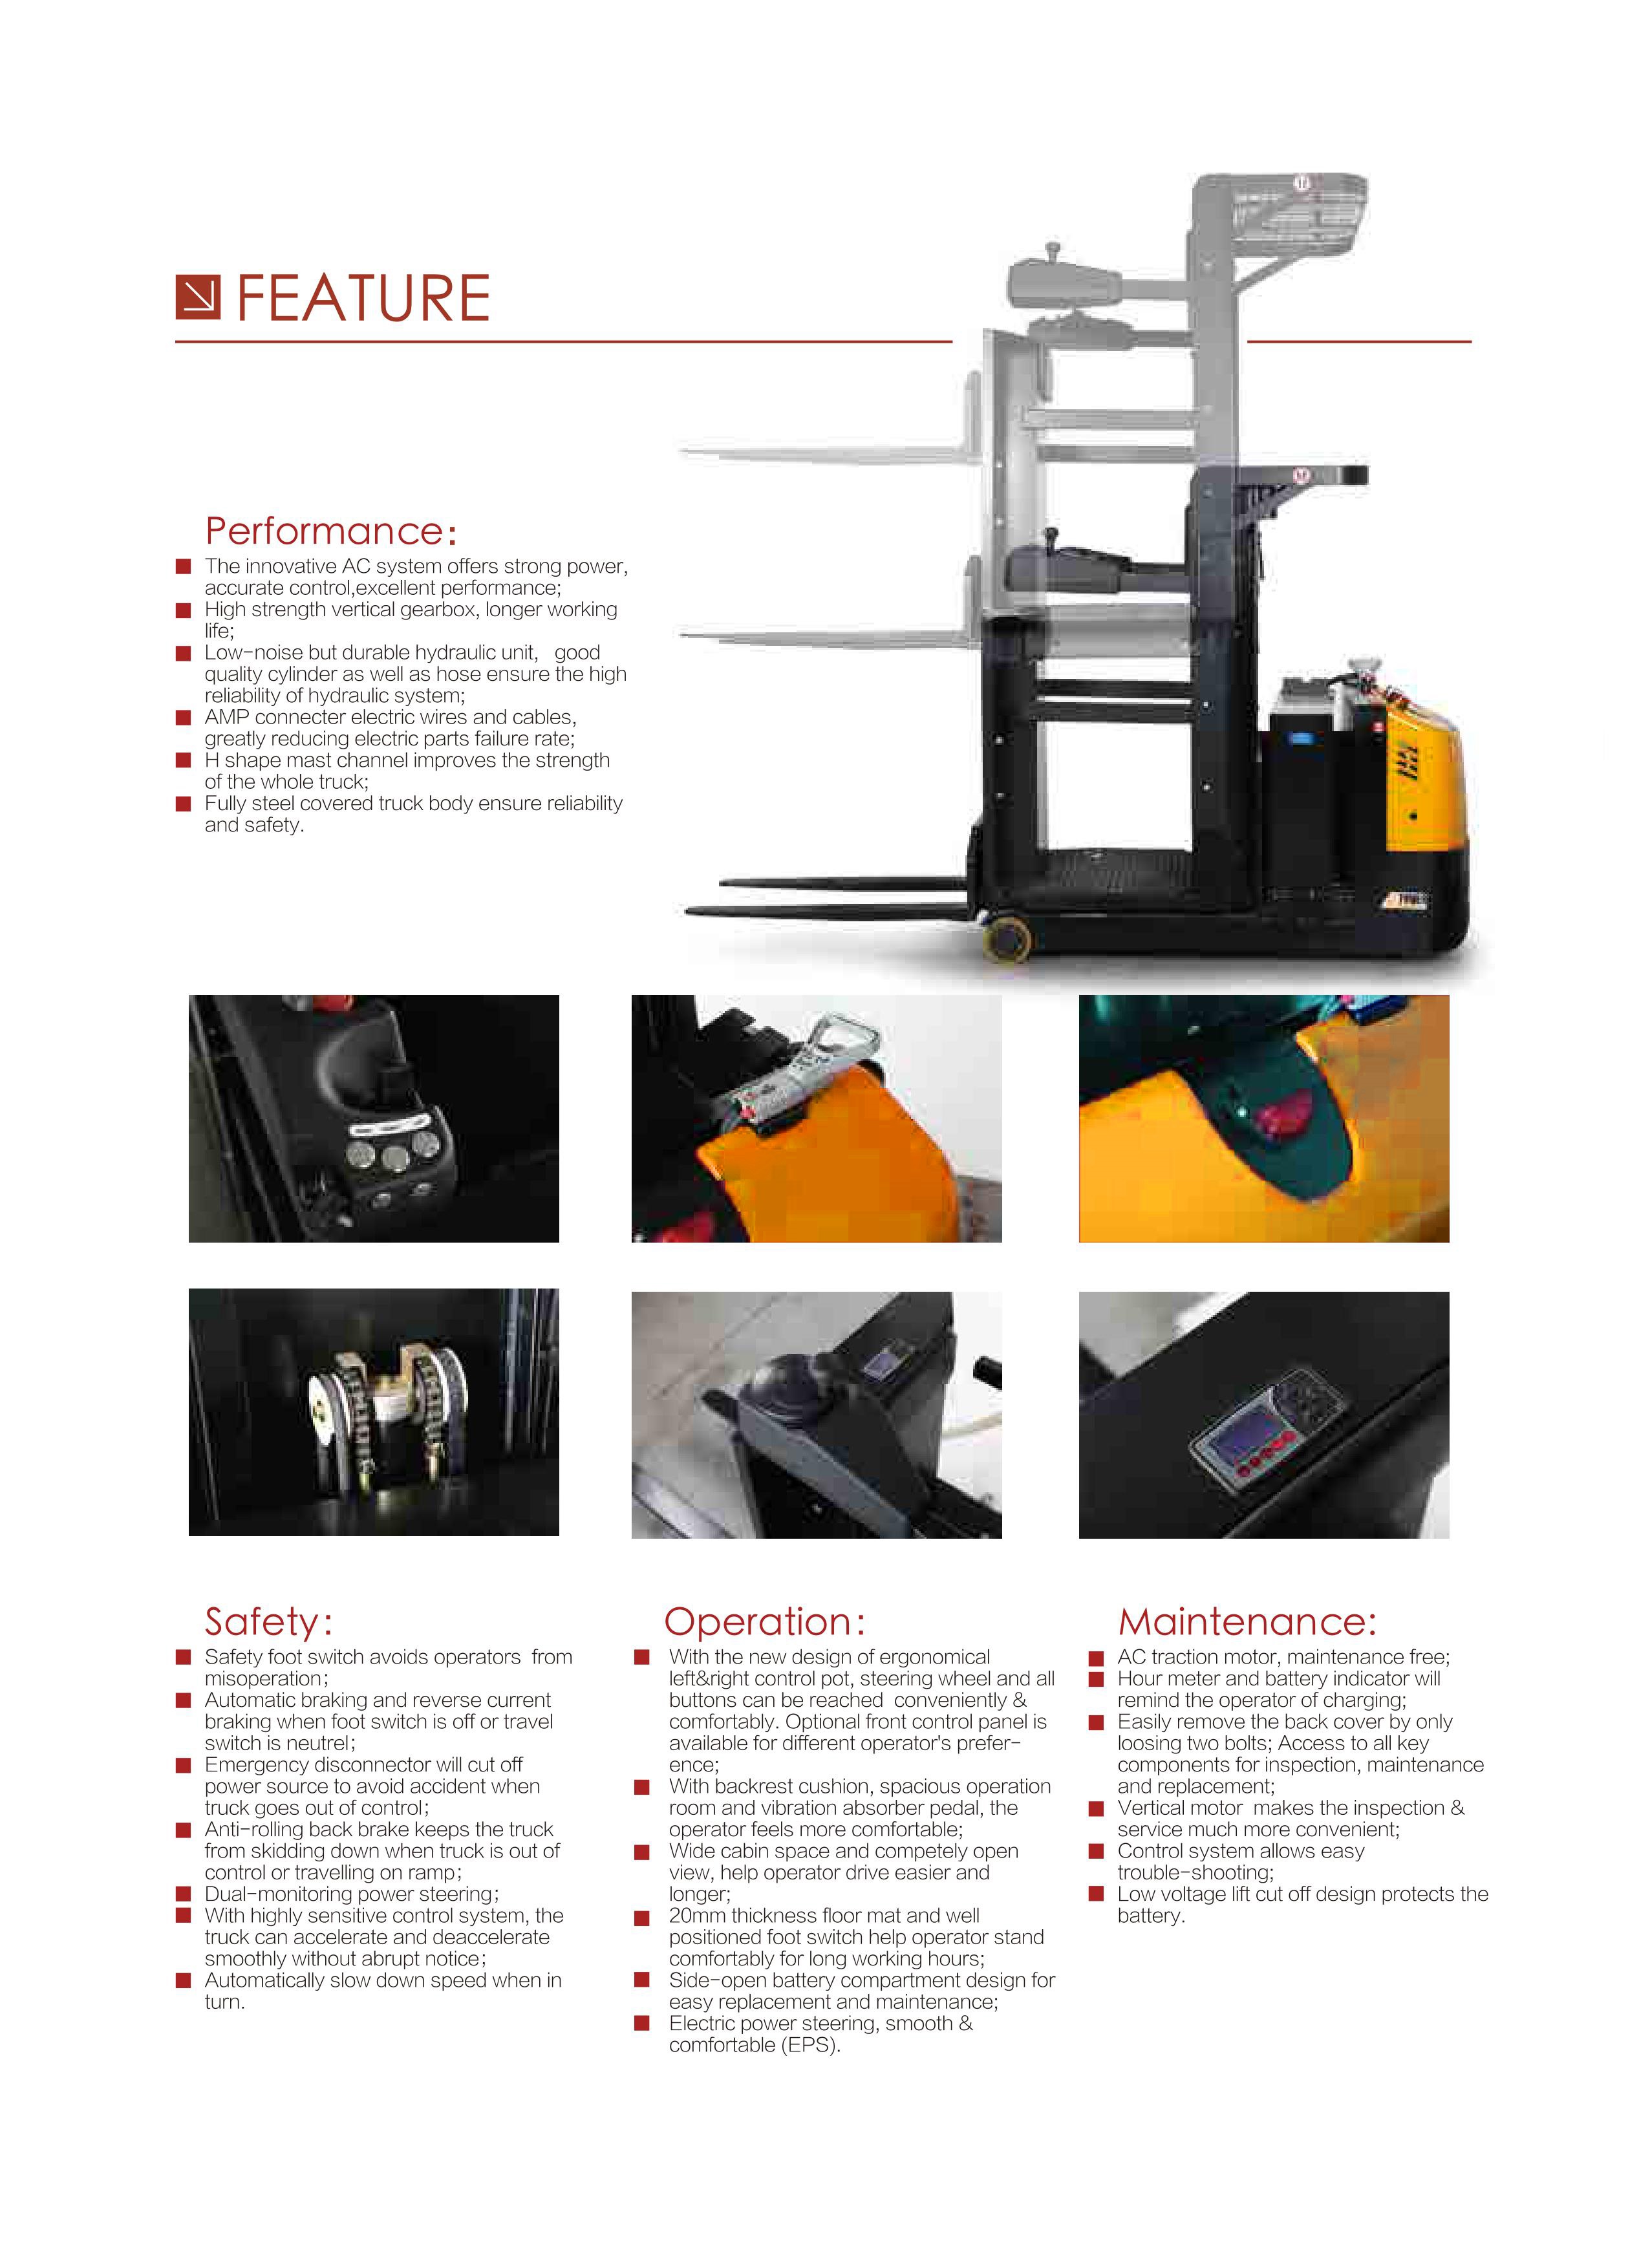 FEATURE
Performance:
The innovative AC system offers strong power,
accurate control,excellent performance;
High strength vertical gearbox, longer working
life;
Low-noise but durable hydraulic unit, good
quality cylinder as well as hose ensure the high
reliability of hydraulic system;
AMP connecter electric wires and cables,
greatly reducing electric parts failure rate;
H shape mast channel improves the strength
of the whole truck;
Fully steel covered truck body ensure reliability
and safety.
Safety:
Safety foot switch avoids operators from
misoperation;
Automatic braking and reverse current
braking when foot switch is off or travel
switch is neutrel;
Emergency disconnector will cut off
power source to avoid accident when
truck goes out of control;
Anti-rolling back brake keeps the truck
from skidding down when truck is out of
control or travelling on ramp;
Dual-monitoring power steering;
With highly sensitive control system, the
truck can accelerate and deaccelerate
smoothly without abrupt notice;
Automatically slow down speed when in
turn.
Operation:
With the new design of ergonomical
left&right control pot, steering wheel and all
buttons can be reached conveniently &
comfortably. Optional front control panel is
available for different operator's prefer-
ence;
With backrest cushion, spacious operation
room and vibration absorber pedal, the
operator feels more comfortable;
Wide cabin space and competely open
view, help operator drive easier and
longer;
20mm thickness floor mat and well
positioned foot switch help operator stand
comfortably for long working hours;
Side-open battery compartment design for
easy replacement and maintenance;
Electric power steering, smooth &
comfortable (EPS).
Maintenance:
AC traction motor, maintenance free;
Hour meter and battery indicator will
remind the operator of charging;
Easily remove the back cover by only
loosing two bolts; Access to all key
components for inspection, maintenance
and replacement;
Vertical motor makes the inspection &
service much more convenient;
Control system allows easy
trouble-shooting;
Low voltage lift cut off design protects the
battery.